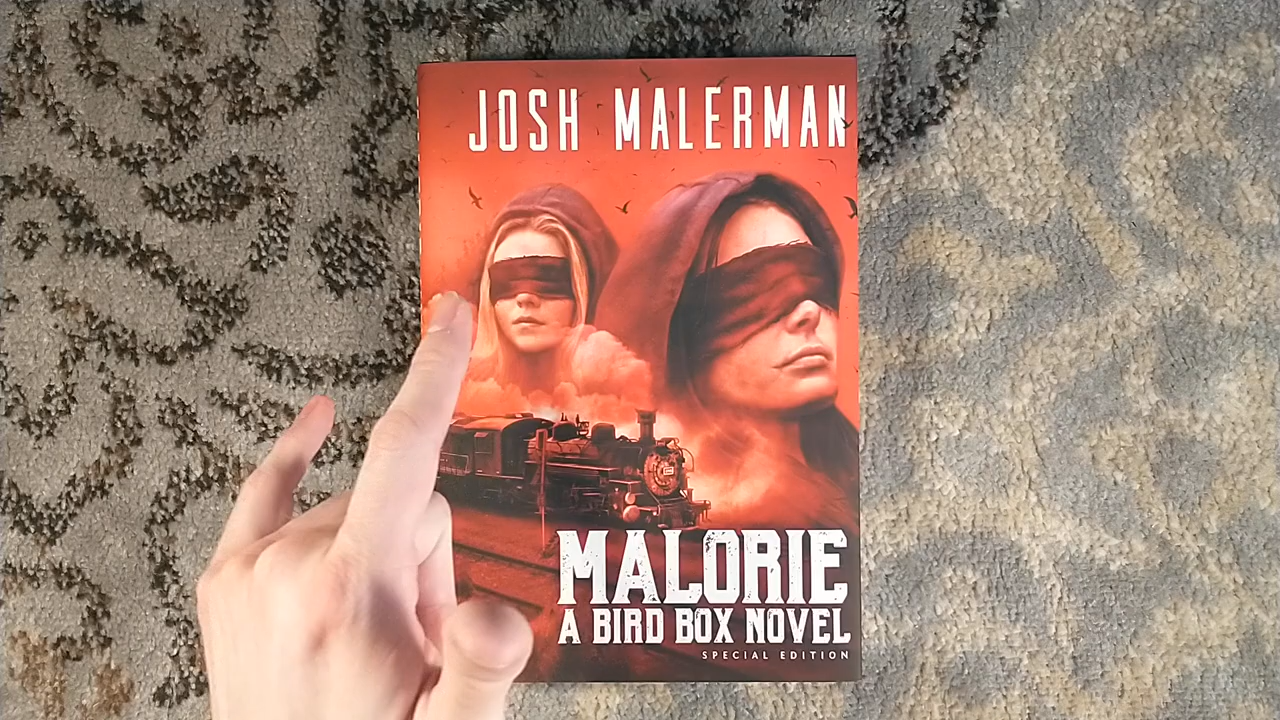 JOSH MALERMAN
MALORIE
A BIRD BOX NOVEL
SPECIAL EDITION